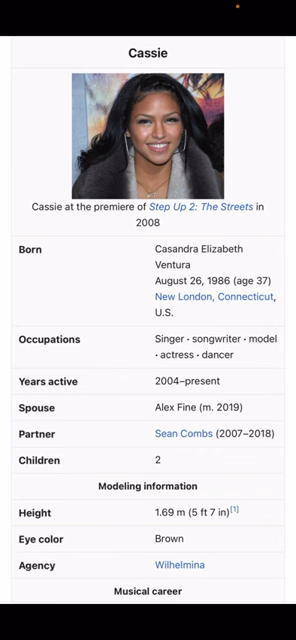 Cassie
Cassie at the premiere of Step Up 2: The Streets in
2008
Born
Casandra Elizabeth
Ventura
August 26, 1986 (age 37)
New London, Connecticut,
U.S.
Occupations
Singer · songwriter · model
· actress · dancer
Years active
2004–present
Spouse
Alex Fine (m. 2019)
Partner
Sean Combs (2007–2018)
Children
2
Modeling information
Height
1.69 m (5 ft 7 in)[1]
Eye color
Brown
Agency
Wilhelmina
Musical career